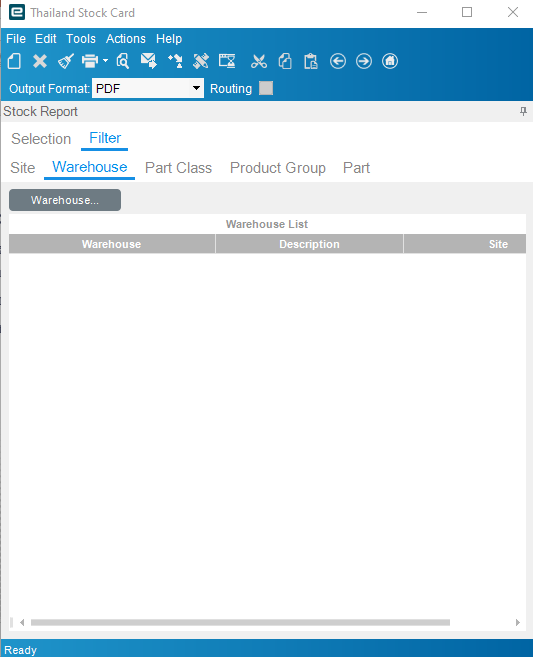 Thailand Stock Card
File Edit Tools Actions Help
Output Format: PDF Routing
Stock Report
Selection Filter
Site Warehouse Part Class Product Group Part
Warehouse...
Warehouse List
Warehouse Description Site
Ready